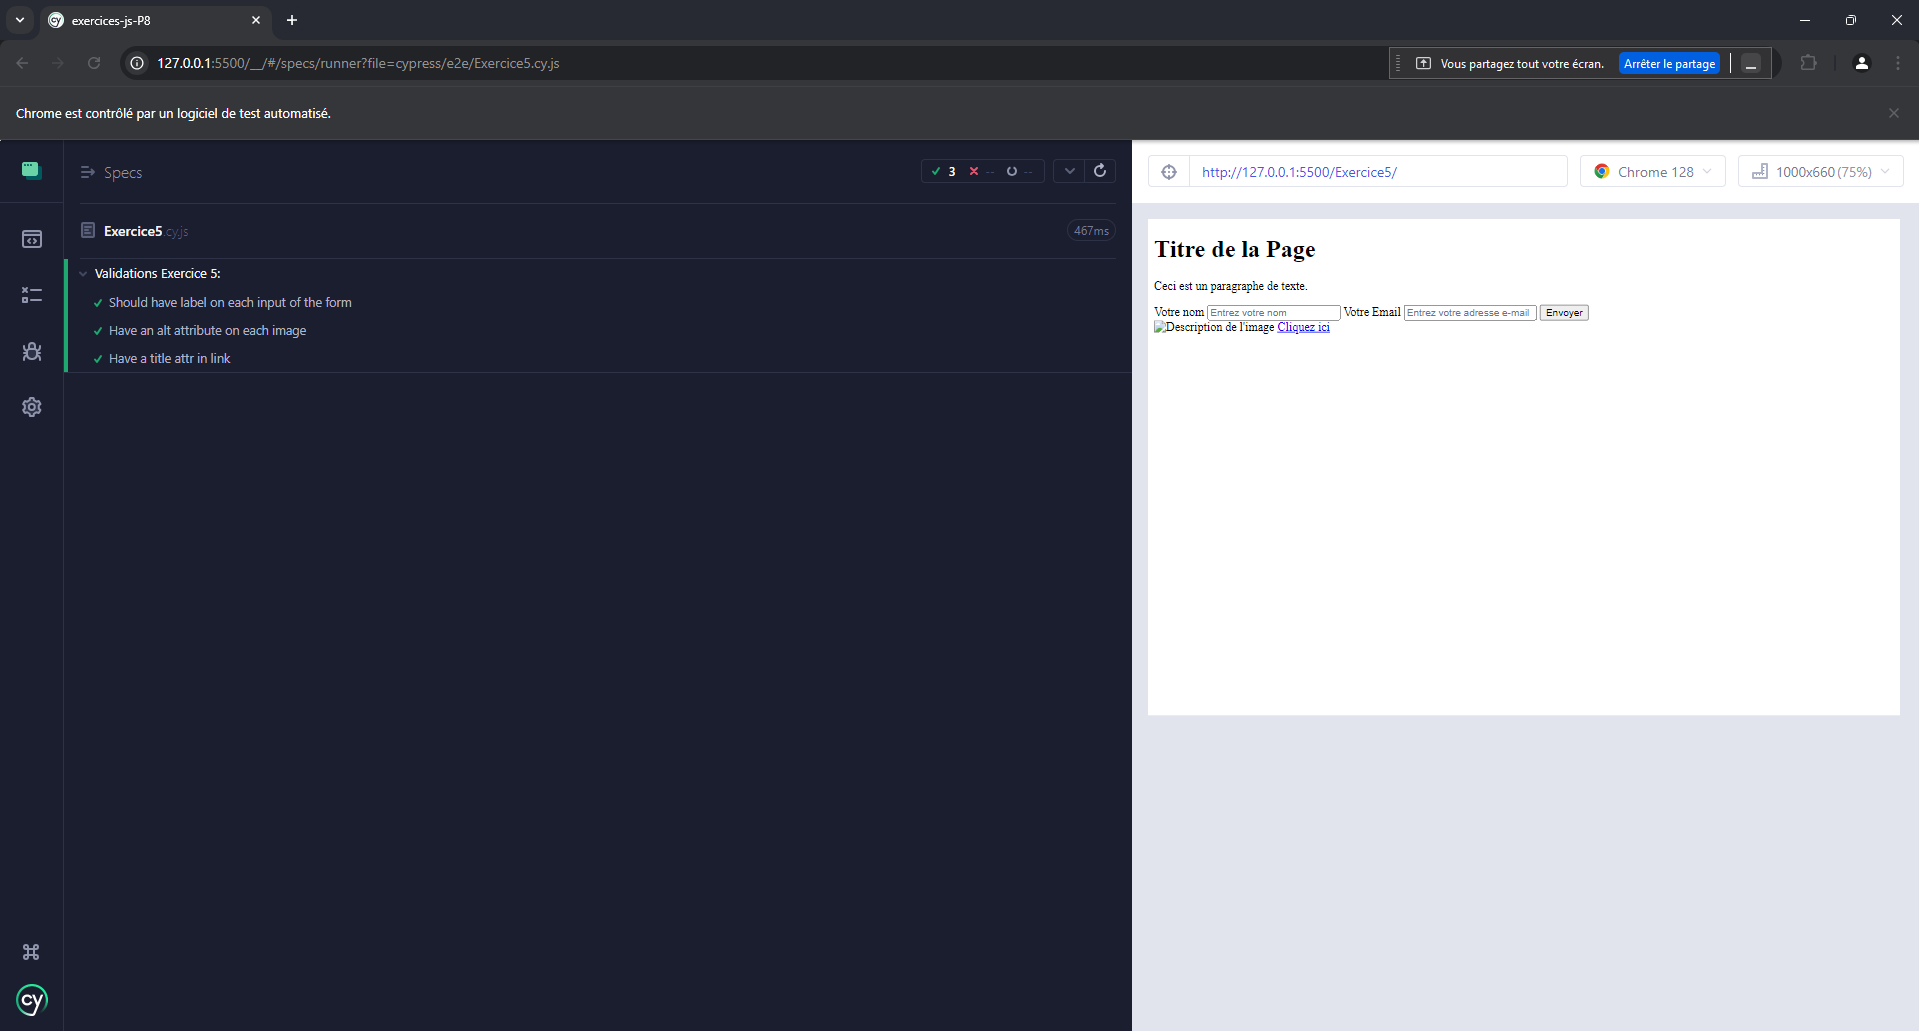 exercices-js-P8
127.0.0.1:5500/__/#/specs/runner?file=cypress/e2e/Exercice5.cy.js
Vous partagez tout votre écran.
Arrêter le partage
Chrome est contrôlé par un logiciel de test automatisé.
Specs
3 -- --
http://127.0.0.1:5500/Exercice5/
Chrome 128
1000x660 (75%)
Exercice5.cy.js
467ms
Validations Exercice 5:
Should have label on each input of the form
Have an alt attribute on each image
Have a title attr in link
cy
Titre de la Page
Ceci est un paragraphe de texte.
Votre nom Entrez votre nom Votre Email Entrez votre adresse e-mail Envoyer
Description de l'image Cliquez ici